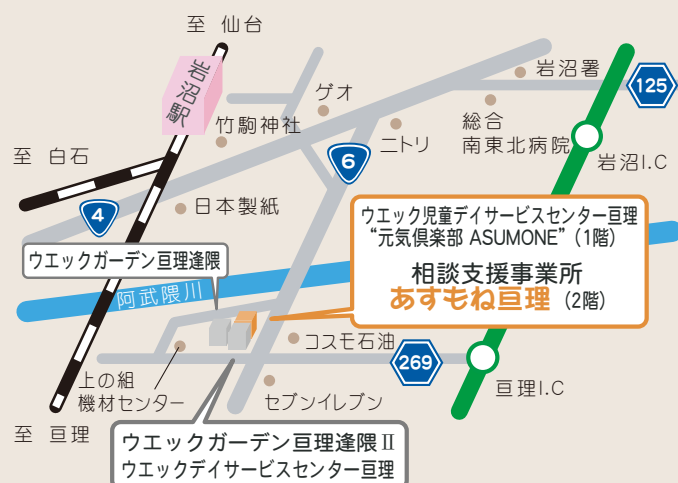 至 仙台
岩沼駅
ゲオ
岩沼署
125
竹駒神社
ニトリ
総合
南東北病院
岩沼I.C
至 白石
6
4
日本製紙
ウエック児童デイサービスセンター亘理
“元気倶楽部 ASUMONE”（1階）
相談支援事業所
あすもね亘理（2階）
ウエックガーデン亘理逢隈
阿武隈川
コスモ石油
269
亘理I.C
上の組
機材センター
セブンイレブン
至 亘理
ウエックガーデン亘理逢隈Ⅱ
ウエックデイサービスセンター亘理